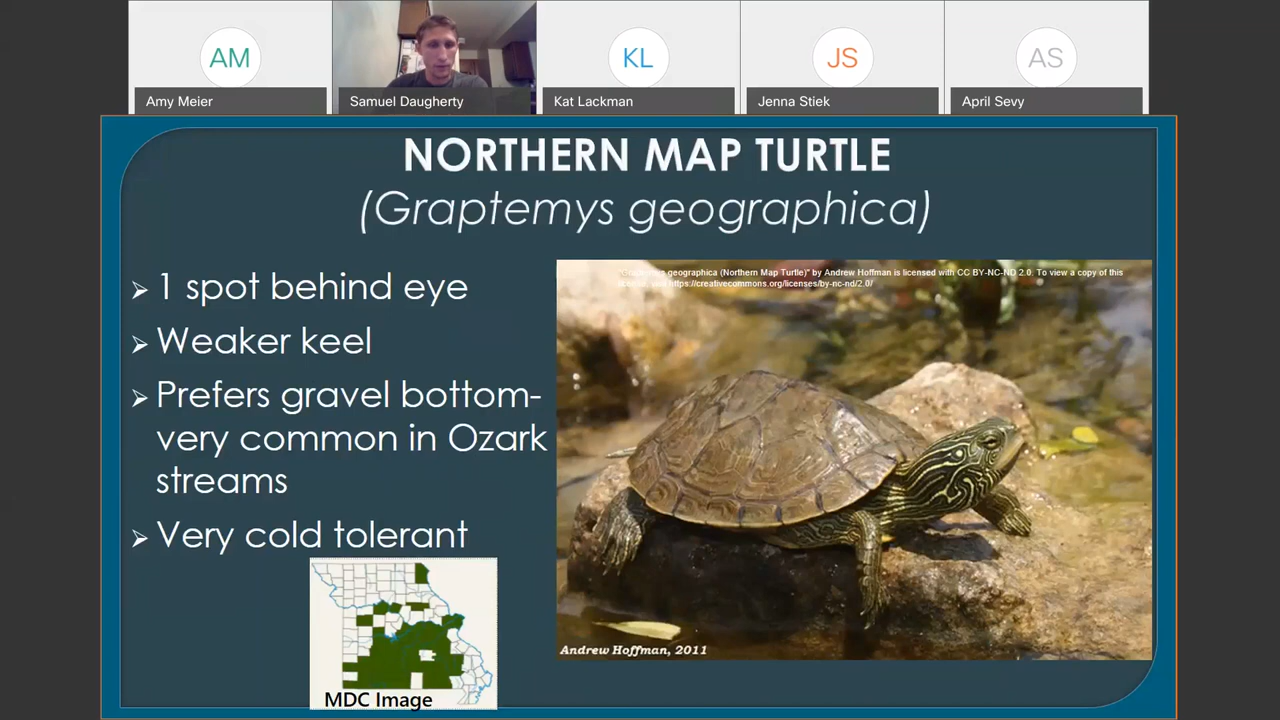 AM
KL
JS
AS
Amy Meier
Samuel Daugherty
Kat Lackman
Jenna Stiek
April Sevy
NORTHERN MAP TURTLE
(Graptemys geographica)
1 spot behind eye
Weaker keel
Prefers gravel bottom-
very common in Ozark
streams
Very cold tolerant
geographica (Northern Map Turtle)" by Andrew Hoffman is licensed with CC BY-NC-ND 2.0. To view a copy of this
https://creativecommons.org/licenses/by-nc-nd/2.0/
Andrew Hoffman, 2011
MDC Image